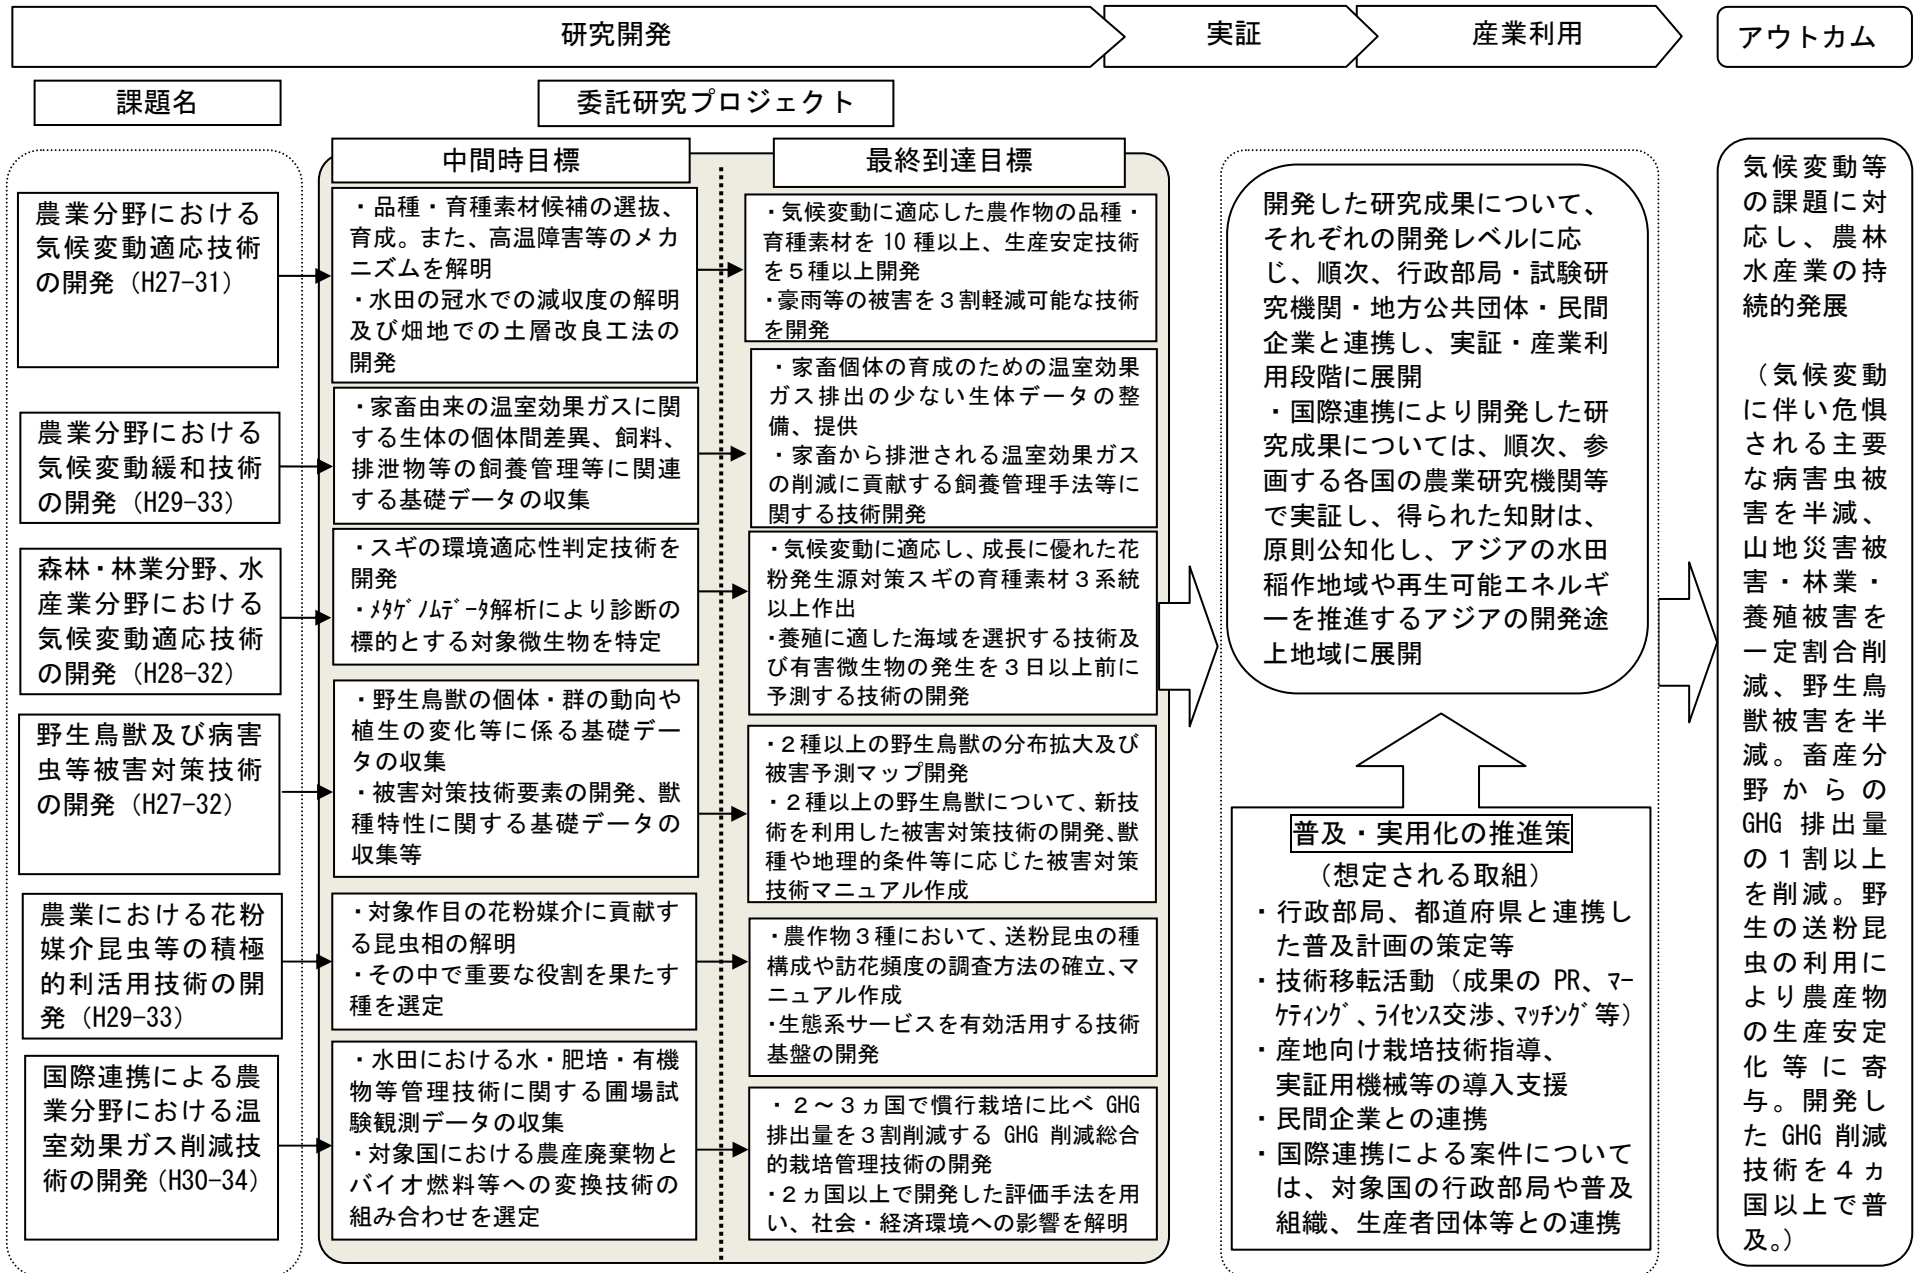 研究開発
実証
産業利用
アウトカム
課題名
委託研究プロジェクト
農業分野における
気候変動適応技術
の開発（H27-31）
農業分野における
気候変動緩和技術
の開発（H29-33）
森林・林業分野、水
産業分野における
気候変動適応技術
の開発（H28-32）
野生鳥獣及び病害
虫等被害対策技術
の開発（H27-32）
農業における花粉
媒介昆虫等の積極
的利活用技術の開
発（H29-33）
国際連携による農
業分野における温
室効果ガス削減技
術の開発（H30-34）
中間時目標
・品種・育種素材候補の選抜、
育成。また、高温障害等のメカ
ニズムを解明
・水田の冠水での減収度の解明
及び畑地での土層改良工法の
開発
・家畜由来の温室効果ガスに関
する生体の個体間差異、飼料、
排泄物等の飼養管理等に関連
する基礎データの収集
・スギの環境適応性判定技術を
開発
・ﾒﾀｹﾞﾉﾑﾃﾞｰﾀ解析により診断の
標的とする対象微生物を特定
・野生鳥獣の個体・群の動向や
植生の変化等に係る基礎デー
タの収集
・被害対策技術要素の開発、獣
種特性に関する基礎データの
収集等
・対象作目の花粉媒介に貢献す
る昆虫相の解明
・その中で重要な役割を果たす
種を選定
・水田における水・肥培・有機
物等管理技術に関する圃場試
験観測データの収集
・対象国における農産廃棄物と
バイオ燃料等への変換技術の
組み合わせを選定
最終到達目標
・気候変動に適応した農作物の品種・
育種素材を 10 種以上、生産安定技術
を５種以上開発
・豪雨等の被害を３割軽減可能な技術
を開発
・家畜個体の育成のための温室効果
ガス排出の少ない生体データの整
備、提供
・家畜から排泄される温室効果ガス
の削減に貢献する飼養管理手法等に
関する技術開発
・気候変動に適応し、成長に優れた花
粉発生源対策スギの育種素材３系統
以上作出
・養殖に適した海域を選択する技術及
び有害微生物の発生を３日以上前に
予測する技術の開発
・２種以上の野生鳥獣の分布拡大及び
被害予測マップ開発
・２種以上の野生鳥獣について、新技
術を利用した被害対策技術の開発、獣
種や地理的条件等に応じた被害対策
技術マニュアル作成
・農作物３種において、送粉昆虫の種
構成や訪花頻度の調査方法の確立、マ
ニュアル作成
・生態系サービスを有効活用する技術
基盤の開発
・２～３ヵ国で慣行栽培に比べ GHG
排出量を３割削減する GHG 削減総合
的栽培管理技術の開発
・２ヵ国以上で開発した評価手法を用
い、社会・経済環境への影響を解明
開発した研究成果について、
それぞれの開発レベルに応
じ、順次、行政部局・試験研
究機関・地方公共団体・民間
企業と連携し、実証・産業利
用段階に展開
・国際連携により開発した研
究成果については、順次、参
画する各国の農業研究機関等
で実証し、得られた知財は、
原則公知化し、アジアの水田
稲作地域や再生可能エネルギ
ーを推進するアジアの開発途
上地域に展開
普及・実用化の推進策
（想定される取組）
・行政部局、都道府県と連携し
た普及計画の策定等
・技術移転活動（成果の PR、ﾏｰ
ｹﾃｨﾝｸﾞ、ﾗｲｾﾝｽ交渉、ﾏｯﾁﾝｸﾞ等）
・産地向け栽培技術指導、
実証用機械等の導入支援
・民間企業との連携
・国際連携による案件について
は、対象国の行政部局や普及
組織、生産者団体等との連携
気候変動等
の課題に対
応し、農林
水産業の持
続的発展
（気候変動
に伴い危惧
される主要
な病害虫被
害を半減、
山地災害被
害・林業・
養殖被害を
一定割合削
減、野生鳥
獣被害を半
減。畜産分
野からの
GHG 排出量
の１割以上
を削減。野
生の送粉昆
虫の利用に
より農産物
の生産安定
化等に寄
与。開発し
た GHG 削減
技術を４ヵ
国以上で普
及。）